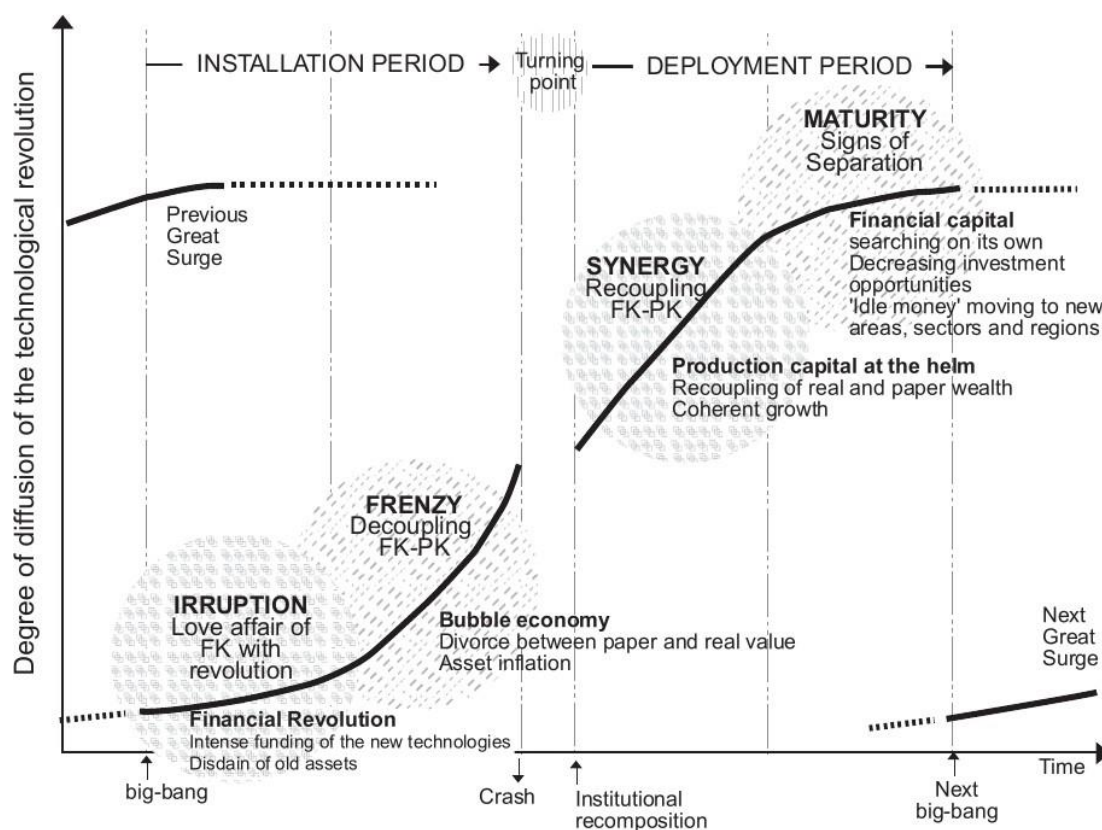 Degree of diffusion of the technological revolution
INSTALLATION PERIOD
Turning
point
DEPLOYMENT PERIOD
Previous
Great
Surge
MATURITY
Signs of
Separation
Financial capital
searching on its own
Decreasing investment
opportunities
'Idle money' moving to new
areas, sectors and regions
SYNERGY
Recoupling
FK-PK
Production capital at the helm
Recoupling of real and paper wealth
Coherent growth
FRENZY
Decoupling
FK-PK
Bubble economy
Divorce between paper and real value
Asset inflation
IRRUPTION
Love affair of
FK with
revolution
Financial Revolution
Intense funding of the new technologies
Disdain of old assets
Next
Great
Surge
Time
big-bang
Crash
Institutional
recomposition
Next
big-bang